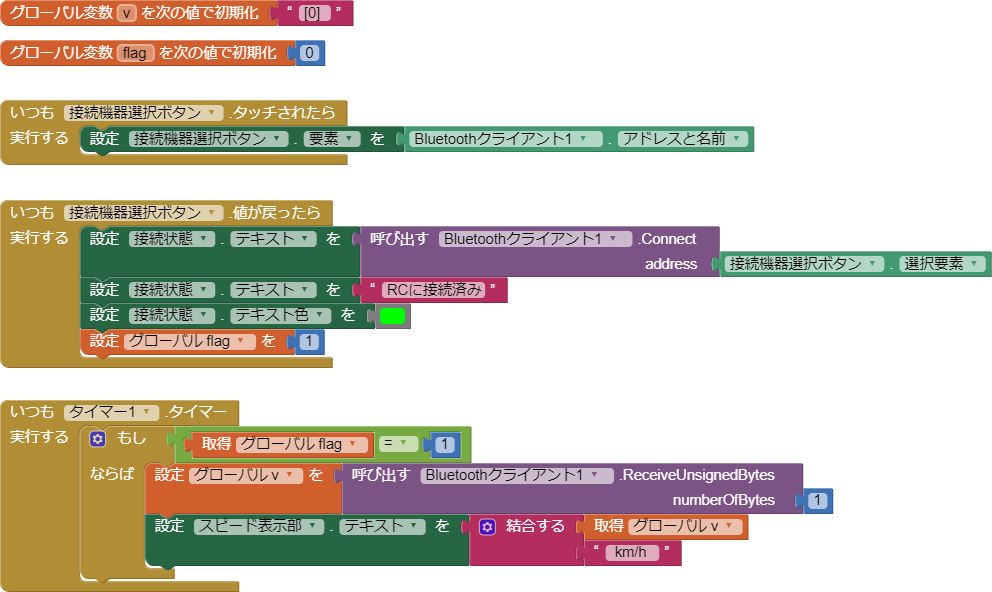 グローバル変数 v を次の値で初期化 “ [0] ”
グローバル変数 flag を次の値で初期化 0
いつも 接続機器選択ボタン .タッチされたら
実行する 設定 接続機器選択ボタン . 要素 を Bluetoothクライアント1 . アドレスと名前
いつも 接続機器選択ボタン .値が戻ったら
実行する 設定 接続状態 . テキスト を 呼び出す Bluetoothクライアント1 .Connect
address 接続機器選択ボタン . 選択要素
設定 接続状態 . テキスト を “ RCに接続済み ”
設定 接続状態 . テキスト色 を
設定 グローバル flag を 1
いつも タイマー1 .タイマー
実行する もし 取得 グローバル flag = 1
ならば 設定 グローバル v を 呼び出す Bluetoothクライアント1 .ReceiveUnsignedBytes
numberOfBytes 1
設定 スピード表示部 . テキスト を 結合する 取得 グローバル v
“ km/h ”